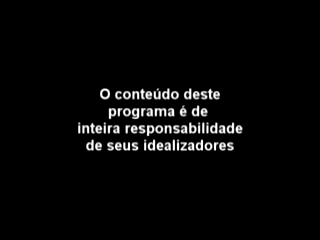 O conteúdo deste
programa é de
inteira responsabilidade
de seus idealizadores